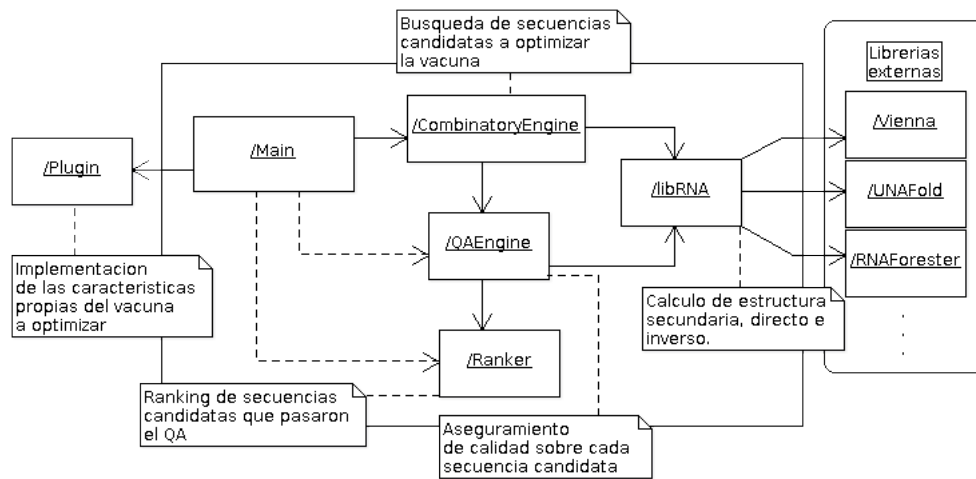 Busqueda de secuencias
candidatas a optimizar
la vacuna
Librerias
externas
/Plugin
/Main
/CombinatoryEngine
/libRNA
/Vienna
/UNAFold
/RNAForester
/QAEngine
/Ranker
Implementacion
de las caracteristicas
propias del vacuna
a optimizar
Calculo de estructura
secundaria, directo e
inverso.
Ranking de secuencias
candidatas que pasaron
el QA
Aseguramiento
de calidad sobre cada
secuencia candidata